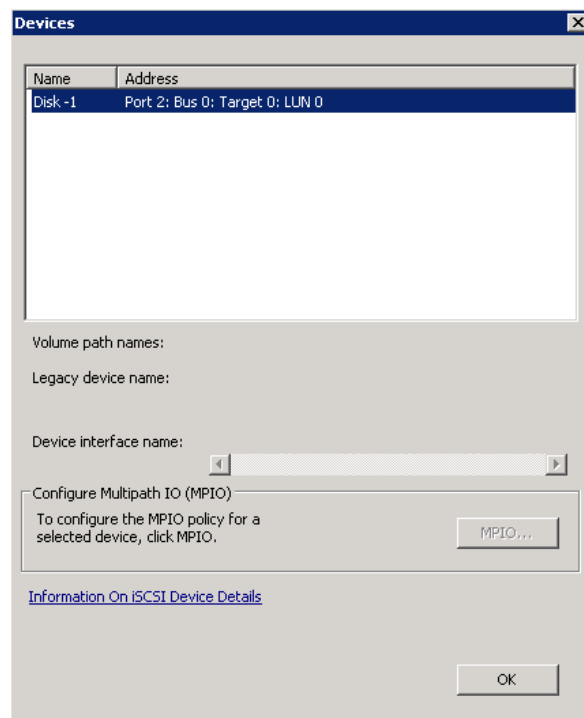 Devices
Name Address
Disk -1 Port 2: Bus 0: Target 0: LUN 0
Volume path names:
Legacy device name:
Device interface name:
Configure Multipath IO (MPIO)
To configure the MPIO policy for a
selected device, click MPIO.
MPIO...
Information On iSCSI Device Details
OK